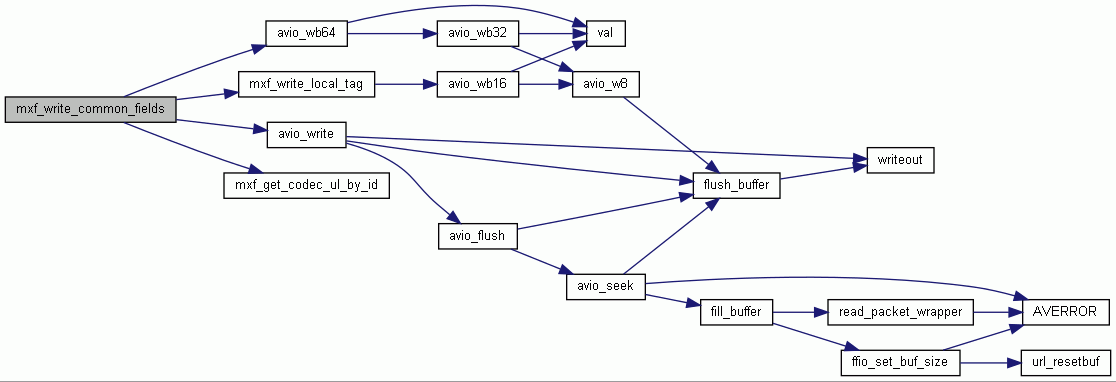 avio_wb64
avio_wb32
val
mxf_write_local_tag
avio_wb16
avio_w8
mxf_write_common_fields
avio_write
writeout
mxf_get_codec_ul_by_id
flush_buffer
avio_flush
avio_seek
fill_buffer
read_packet_wrapper
AVERROR
ffio_set_buf_size
url_resetbuf